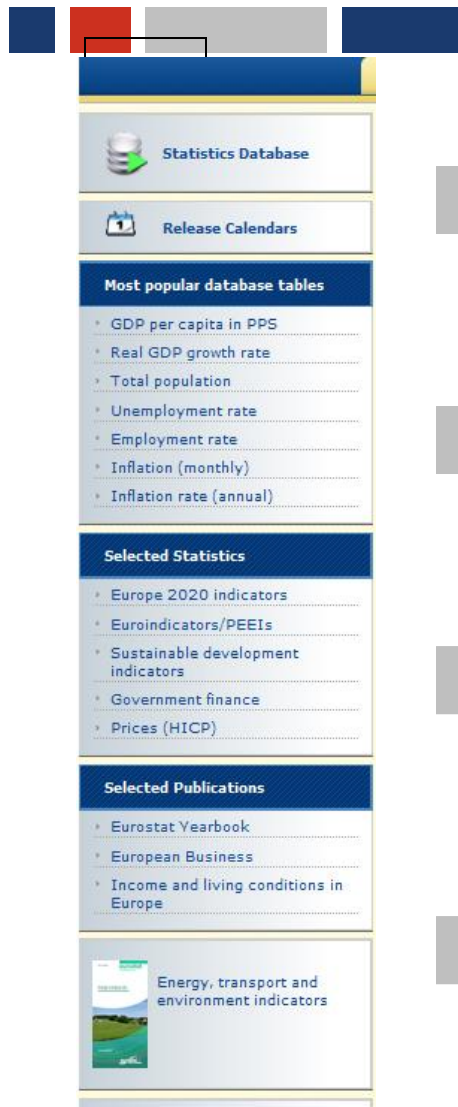 Statistics Database
1
Release Calendars
Most popular database tables
GDP per capita in PPS
Real GDP growth rate
Total population
Unemployment rate
Employment rate
Inflation (monthly)
Inflation rate (annual)
Selected Statistics
Europe 2020 indicators
Euroindicators/PEEIs
Sustainable development
indicators
Government finance
Prices (HICP)
Selected Publications
Eurostat Yearbook
European Business
Income and living conditions in
Europe
Energy, transport and
environment indicators